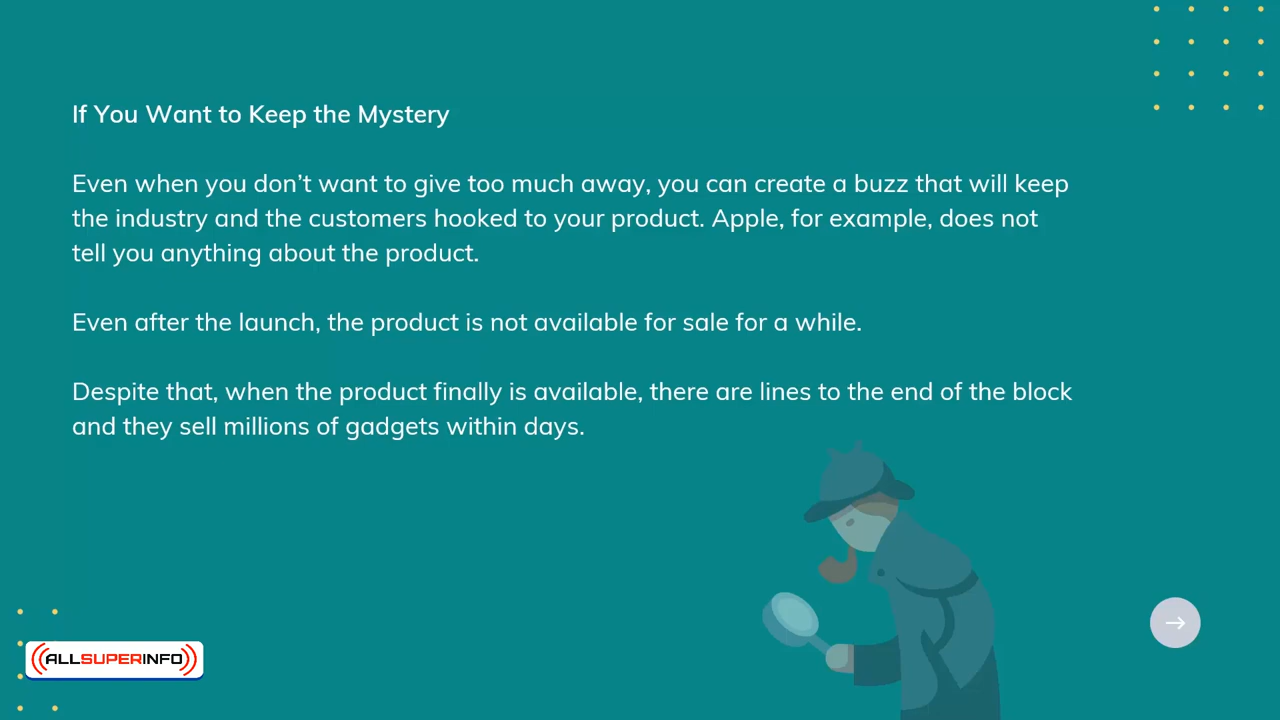 If You Want to Keep the Mystery
Even when you don’t want to give too much away, you can create a buzz that will keep
the industry and the customers hooked to your product. Apple, for example, does not
tell you anything about the product.
Even after the launch, the product is not available for sale for a while.
Despite that, when the product finally is available, there are lines to the end of the block
and they sell millions of gadgets within days.
ALLSUPERINFO